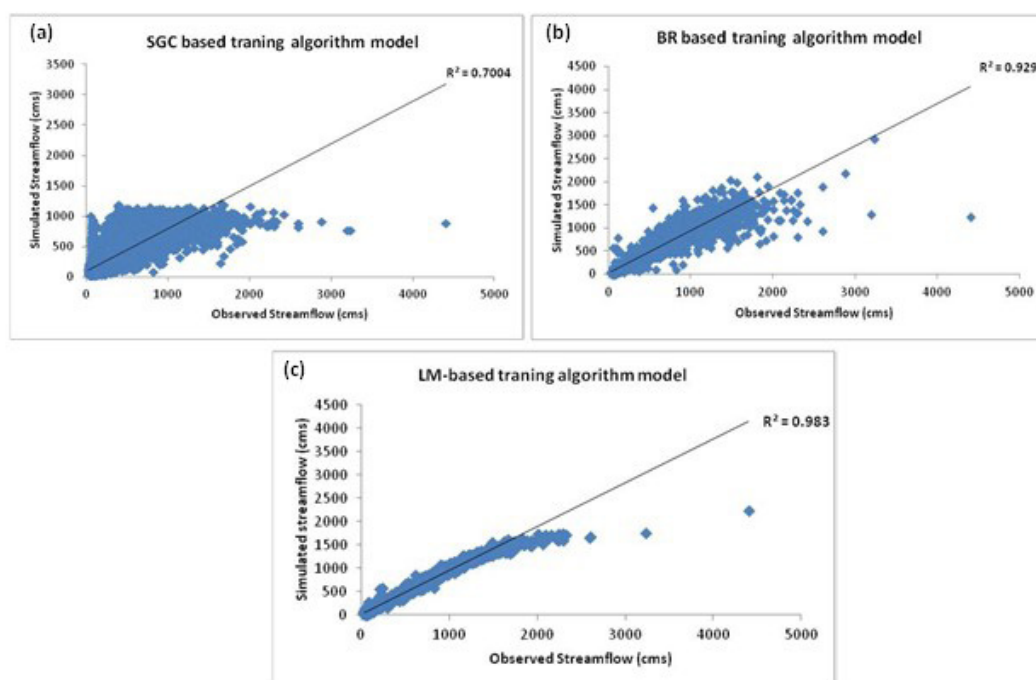 (a)
SGC based traning algorithm model
R² = 0.7004
3500
3000
2500
2000
1500
1000
500
0
Simulated Streamflow (cms)
0 1000 2000 3000 4000 5000
Observed Streamflow (cms)
(b)
BR based traning algorithm model
R² = 0.929
4500
4000
3500
3000
2500
2000
1500
1000
500
0
Simulated Streamflow (cms)
0 1000 2000 3000 4000 5000
Observed Streamflow (cms)
(c)
LM-based traning algorithm model
R² = 0.983
4500
4000
3500
3000
2500
2000
1500
1000
500
0
Simulated streamflow (cms)
0 1000 2000 3000 4000 5000
Observed Streamflow (cms)